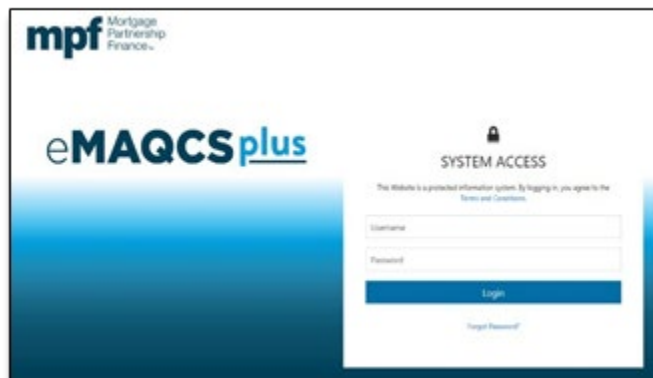 mpf Mortgage
Partnership
Finance
eMAQCSplus
SYSTEM ACCESS
This Website is a protected information system. By logging in, you agree to the
Terms and Conditions.
Username
Password
Login
Forgot Password?